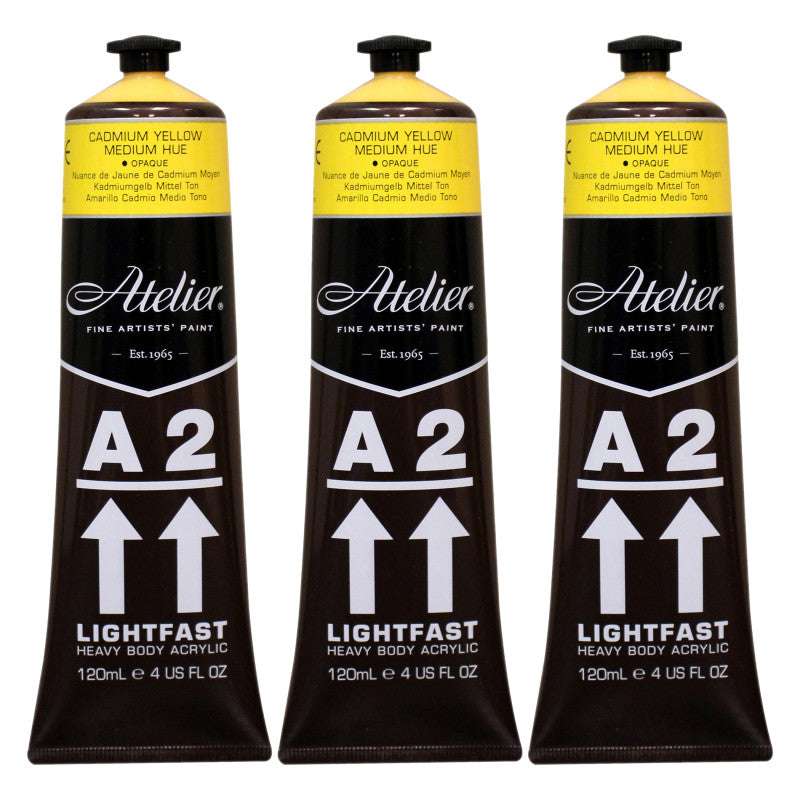 CADMIUM YELLOW
MEDIUM HUE
• OPAQUE
Nuance de Jaune de Cadmium Moyen
Kadmiumgelb Mittel Ton
Amarillo Cadmio Medio Tono
Atelier®
FINE ARTISTS' PAINT
— Est. 1965 —
A 2
LIGHTFAST
HEAVY BODY ACRYLIC
120mL e 4 US FL OZ
CADMIUM YELLOW
MEDIUM HUE
• OPAQUE
Nuance de Jaune de Cadmium Moyen
Kadmiumgelb Mittel Ton
Amarillo Cadmio Medio Tono
Atelier®
FINE ARTISTS' PAINT
— Est. 1965 —
A 2
LIGHTFAST
HEAVY BODY ACRYLIC
120mL e 4 US FL OZ
CADMIUM YELLOW
MEDIUM HUE
• OPAQUE
Nuance de Jaune de Cadmium Moyen
Kadmiumgelb Mittel Ton
Amarillo Cadmio Medio Tono
Atelier®
FINE ARTISTS' PAINT
— Est. 1965 —
A 2
LIGHTFAST
HEAVY BODY ACRYLIC
120mL e 4 US FL OZ